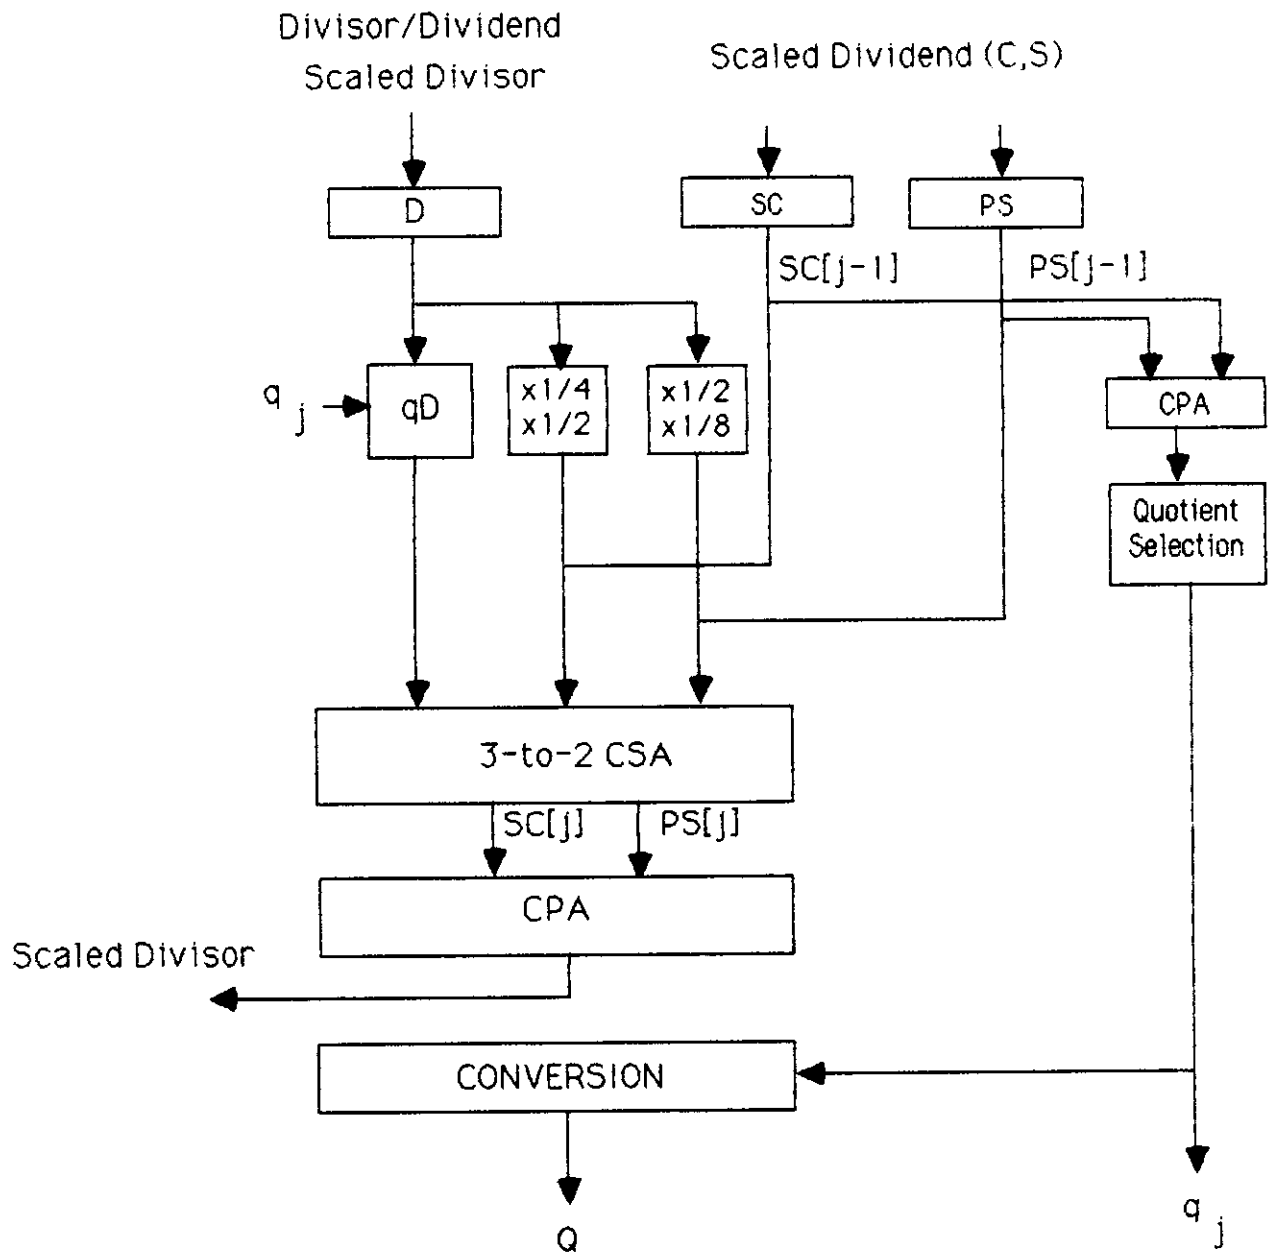 Divisor/Dividend
Scaled Divisor
Scaled Dividend (C,S)
D
SC
PS
SC[j-1]
PS[j-1]
q j
qD
x1/4
x1/2
x1/2
x1/8
CPA
Quotient
Selection
3-to-2 CSA
SC[j]
PS[j]
CPA
Scaled Divisor
CONVERSION
Q
q j